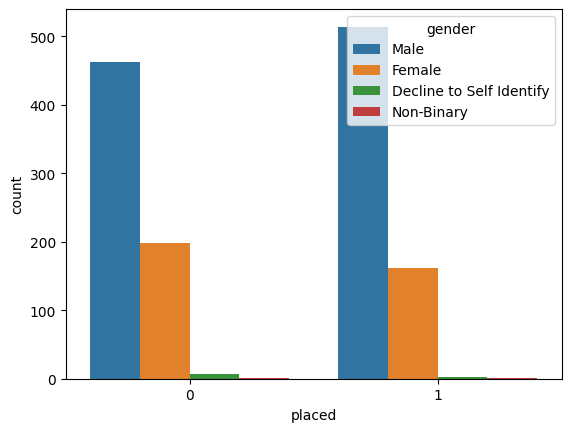 gender
Male
Female
Decline to Self Identify
Non-Binary
500
400
300
200
100
0
count
0 1
placed